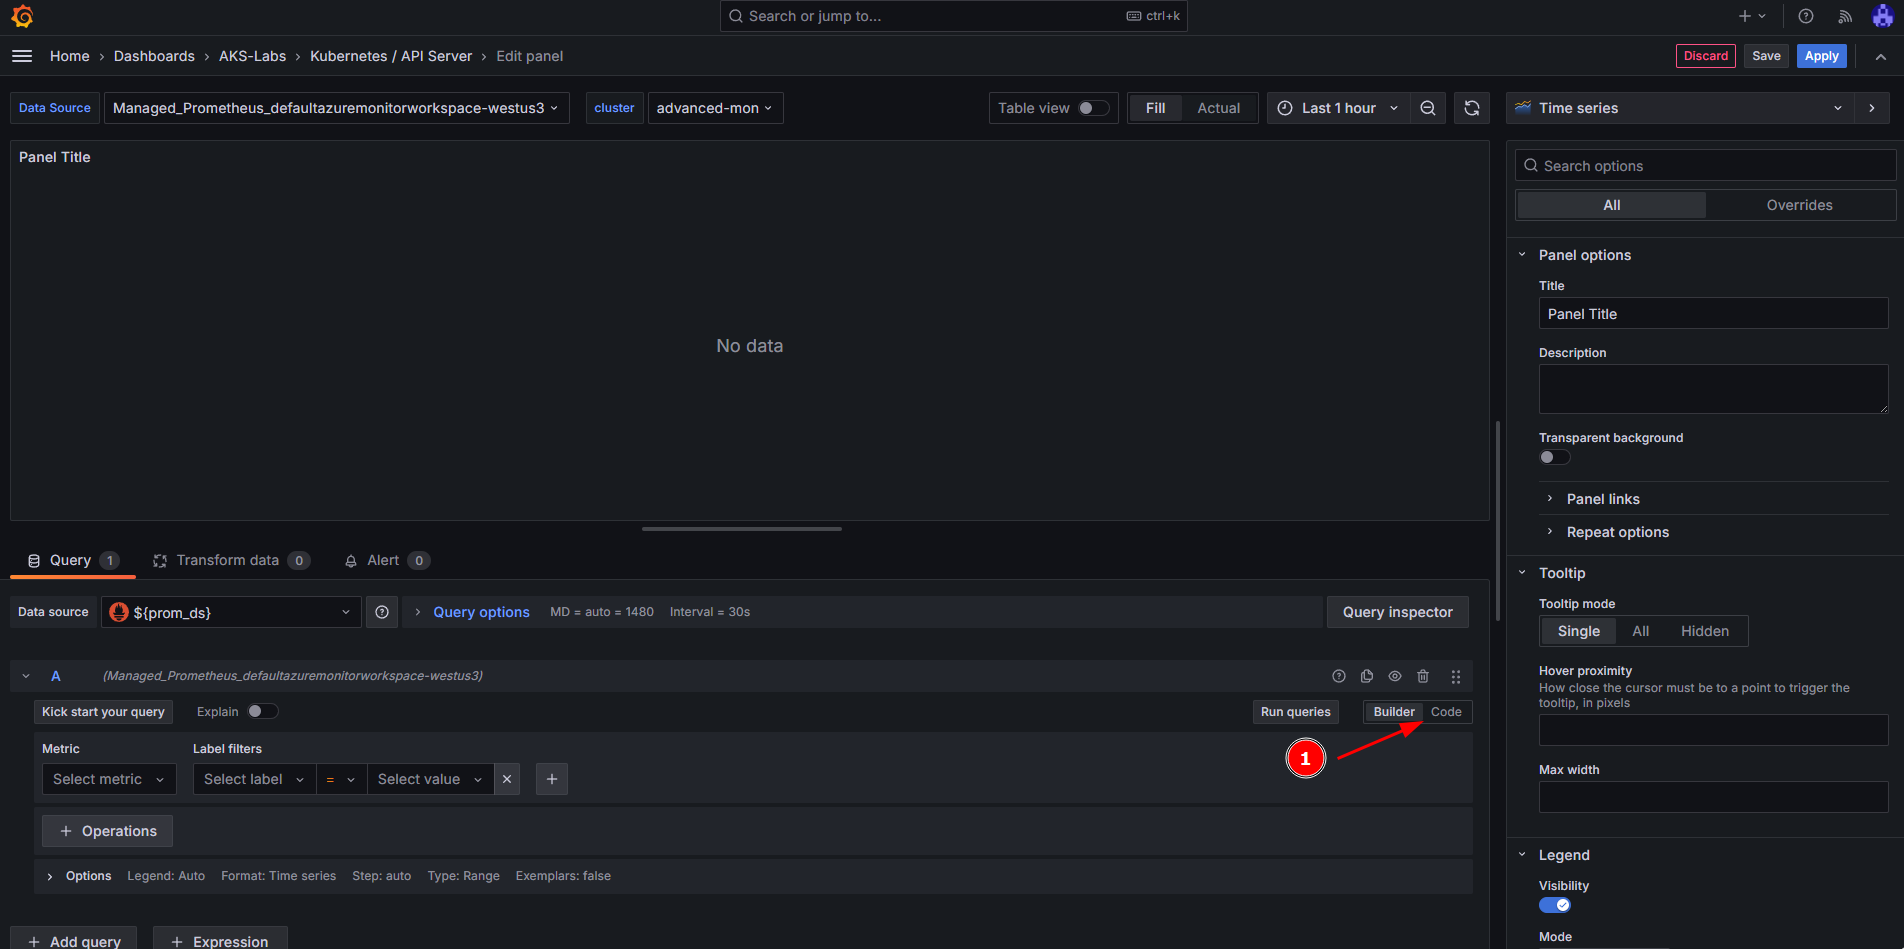 Search or jump to...
ctrl+k
Home › Dashboards › AKS-Labs › Kubernetes / API Server › Edit panel
Discard
Save
Apply
Data Source
Managed_Prometheus_defaultazuremonitorworkspace-westus3
cluster
advanced-mon
Table view
Fill
Actual
Last 1 hour
Time series
Panel Title
No data
Search options
All
Overrides
Panel options
Title
Panel Title
Description
Transparent background
Panel links
Repeat options
Tooltip
Tooltip mode
Single
All
Hidden
Hover proximity
How close the cursor must be to a point to trigger the
tooltip, in pixels
Max width
Legend
Visibility
Mode
Query 1
Transform data 0
Alert 0
Data source
${prom_ds}
Query options
MD = auto = 1480
Interval = 30s
Query inspector
A
(Managed_Prometheus_defaultazuremonitorworkspace-westus3)
Kick start your query
Explain
Run queries
Builder
Code
1
Metric
Label filters
Select metric
Select label
=
Select value
+ Operations
Options
Legend: Auto
Format: Time series
Step: auto
Type: Range
Exemplars: false
+ Add query
+ Expression